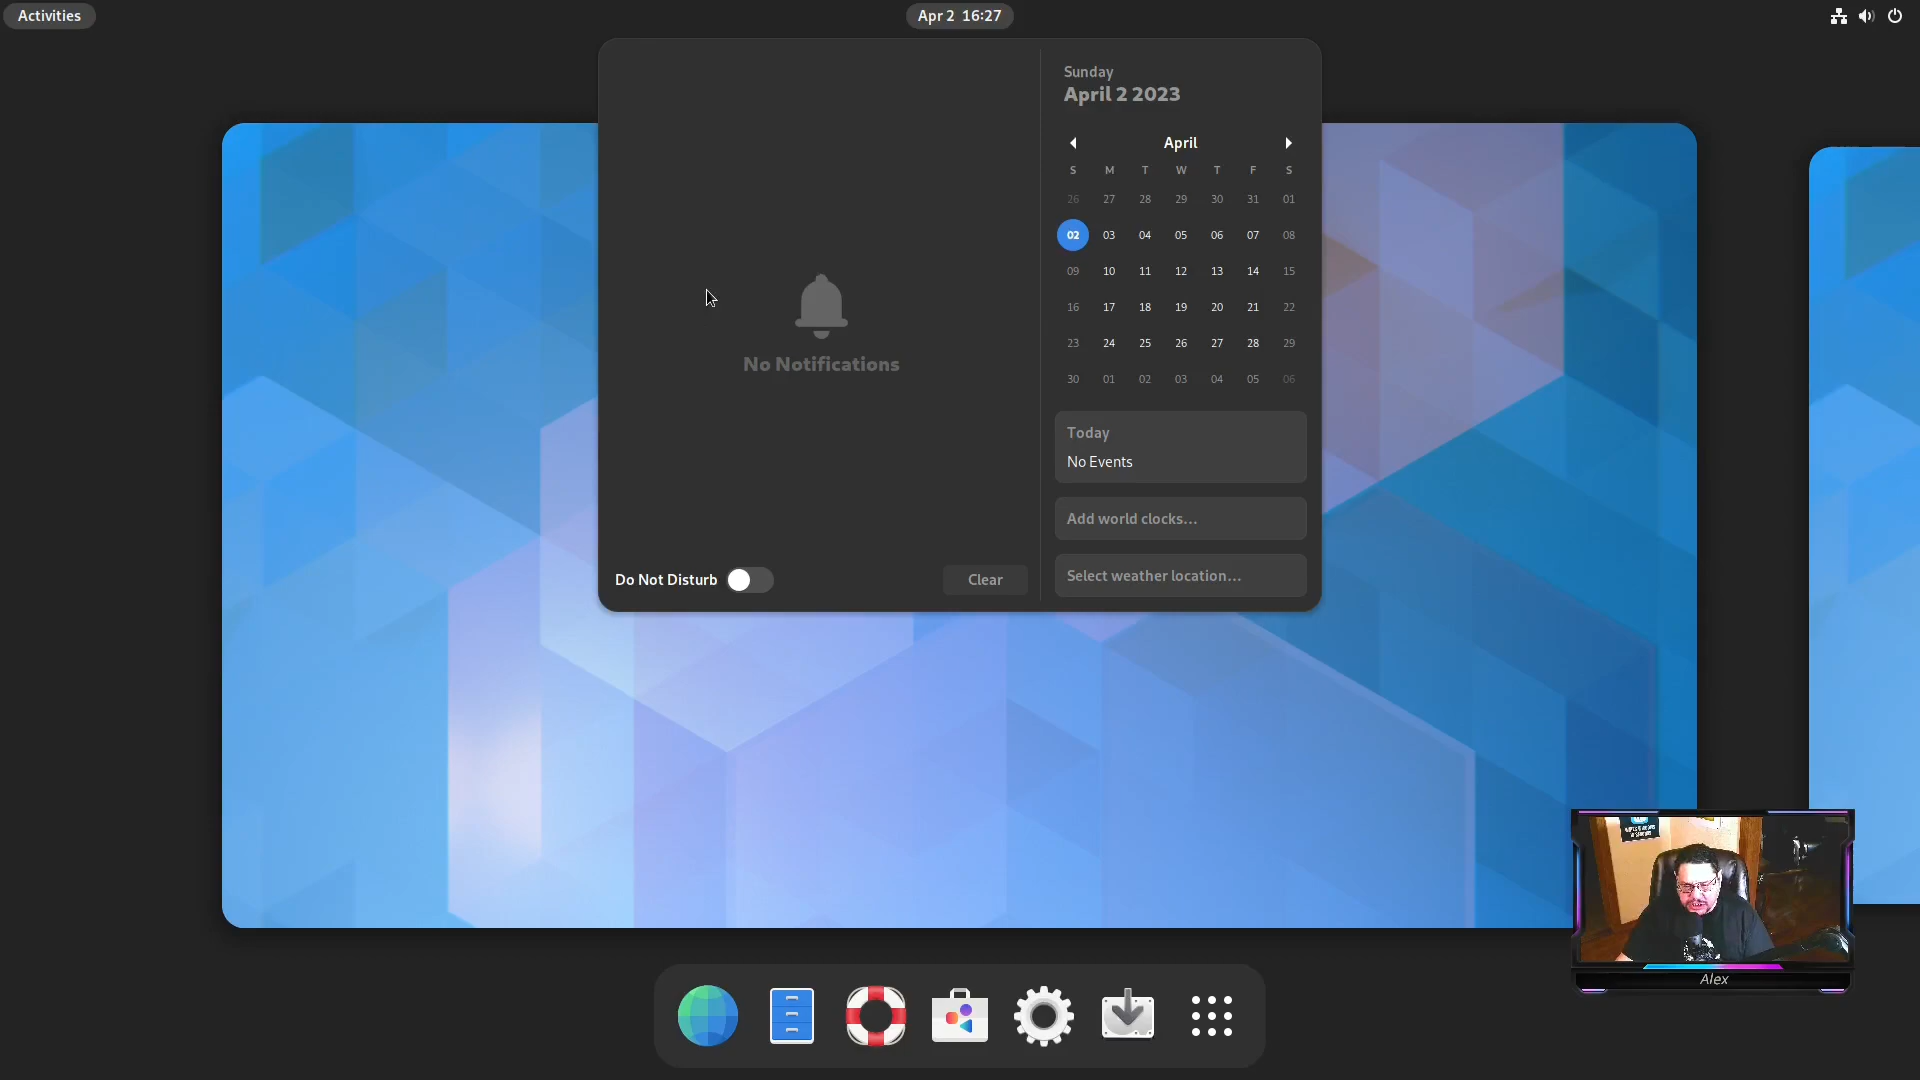 Activities
Apr 2 16:27
Sunday
April 2 2023
April
S M T W T F S
26 27 28 29 30 31 01
02 03 04 05 06 07 08
09 10 11 12 13 14 15
16 17 18 19 20 21 22
23 24 25 26 27 28 29
30 01 02 03 04 05 06
No Notifications
Today
No Events
Add world clocks…
Select weather location…
Do Not Disturb
Clear
Alex